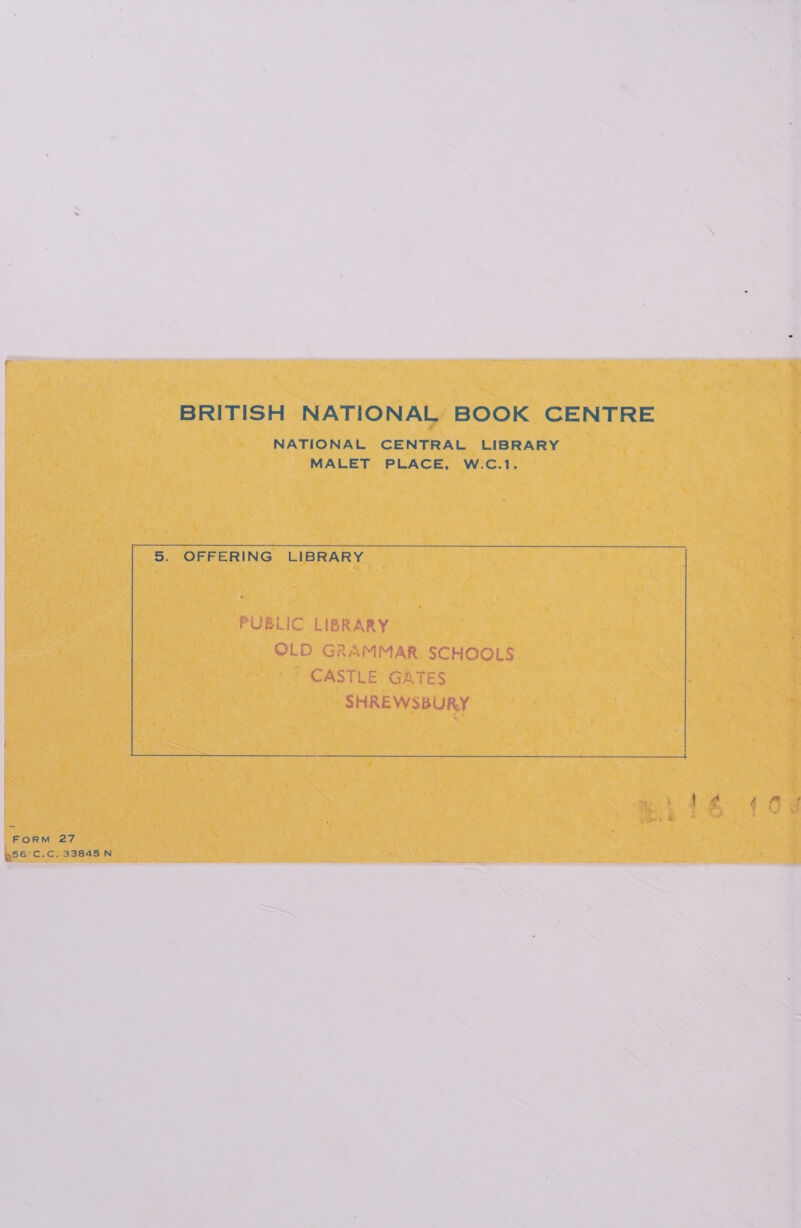 BRITISH NATIONAL BOOK CENTRE
NATIONAL CENTRAL LIBRARY
MALET PLACE, W.C.1.
5. OFFERING LIBRARY
PUBLIC LIBRARY
OLD GRAMMAR SCHOOLS
CASTLE GATES
SHREWSBURY
FORM 27
56/C.C. 33845 N